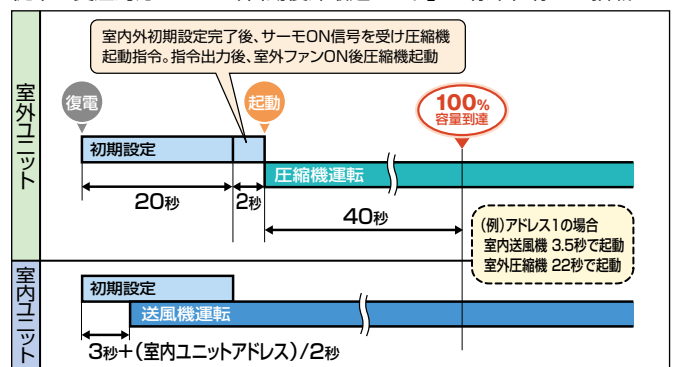 室内外初期設定完了後、サーモON信号を受け圧縮機
起動指令。指令出力後、室外ファンON後圧縮機起動
室外ユニット
復電
起動
100%
容量到達
初期設定
圧縮機運転
20秒
2秒
40秒
(例)アドレス1の場合
室内送風機 3.5秒で起動
室外圧縮機 22秒で起動
室内ユニット
初期設定
送風機運転
3秒+(室内ユニットアドレス)/2秒